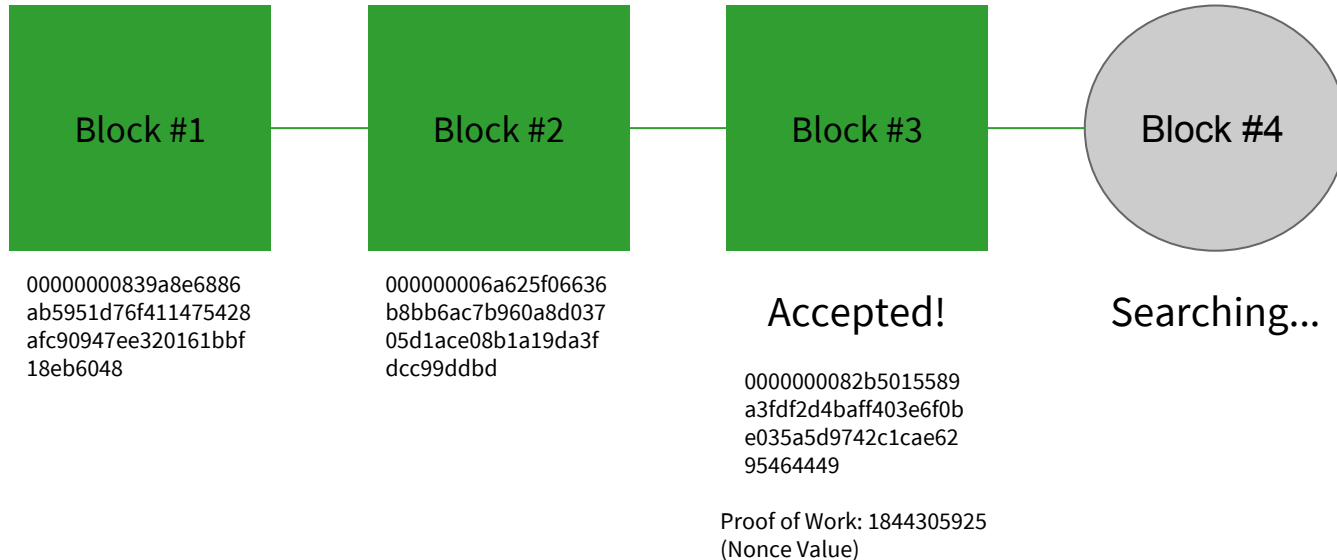 Block #1
Block #2
Block #3
Block #4
00000000839a8e6886
ab5951d76f411475428
afc90947ee320161bbf
18eb6048
000000006a625f06636
b8bb6ac7b960a8d037
05d1ace08b1a19da3f
dcc99ddbd
Accepted!
0000000082b5015589
a3fdf2d4baff403e6f0b
e035a5d9742c1cae62
95464449
Proof of Work: 1844305925
(Nonce Value)
Searching...